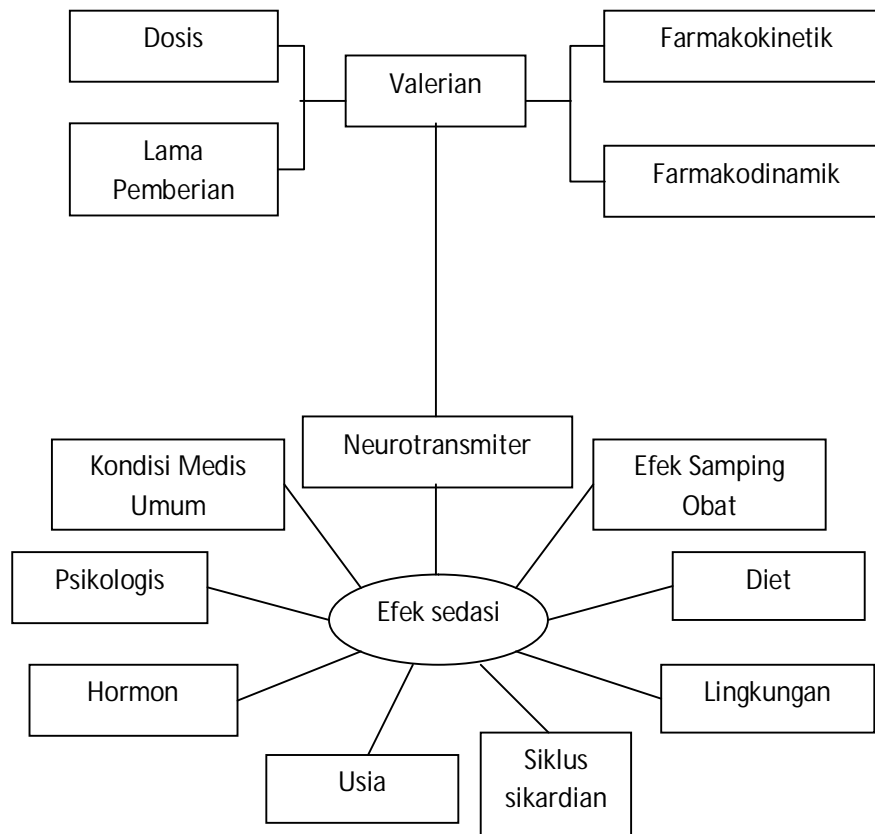 Dosis
Farmakokinetik
Valerian
Lama
Pemberian
Farmakodinamik
Neurotransmiter
Kondisi Medis
Umum
Efek Samping
Obat
Psikologis
Diet
Efek sedasi
Hormon
Lingkungan
Usia
Siklus
sikardian